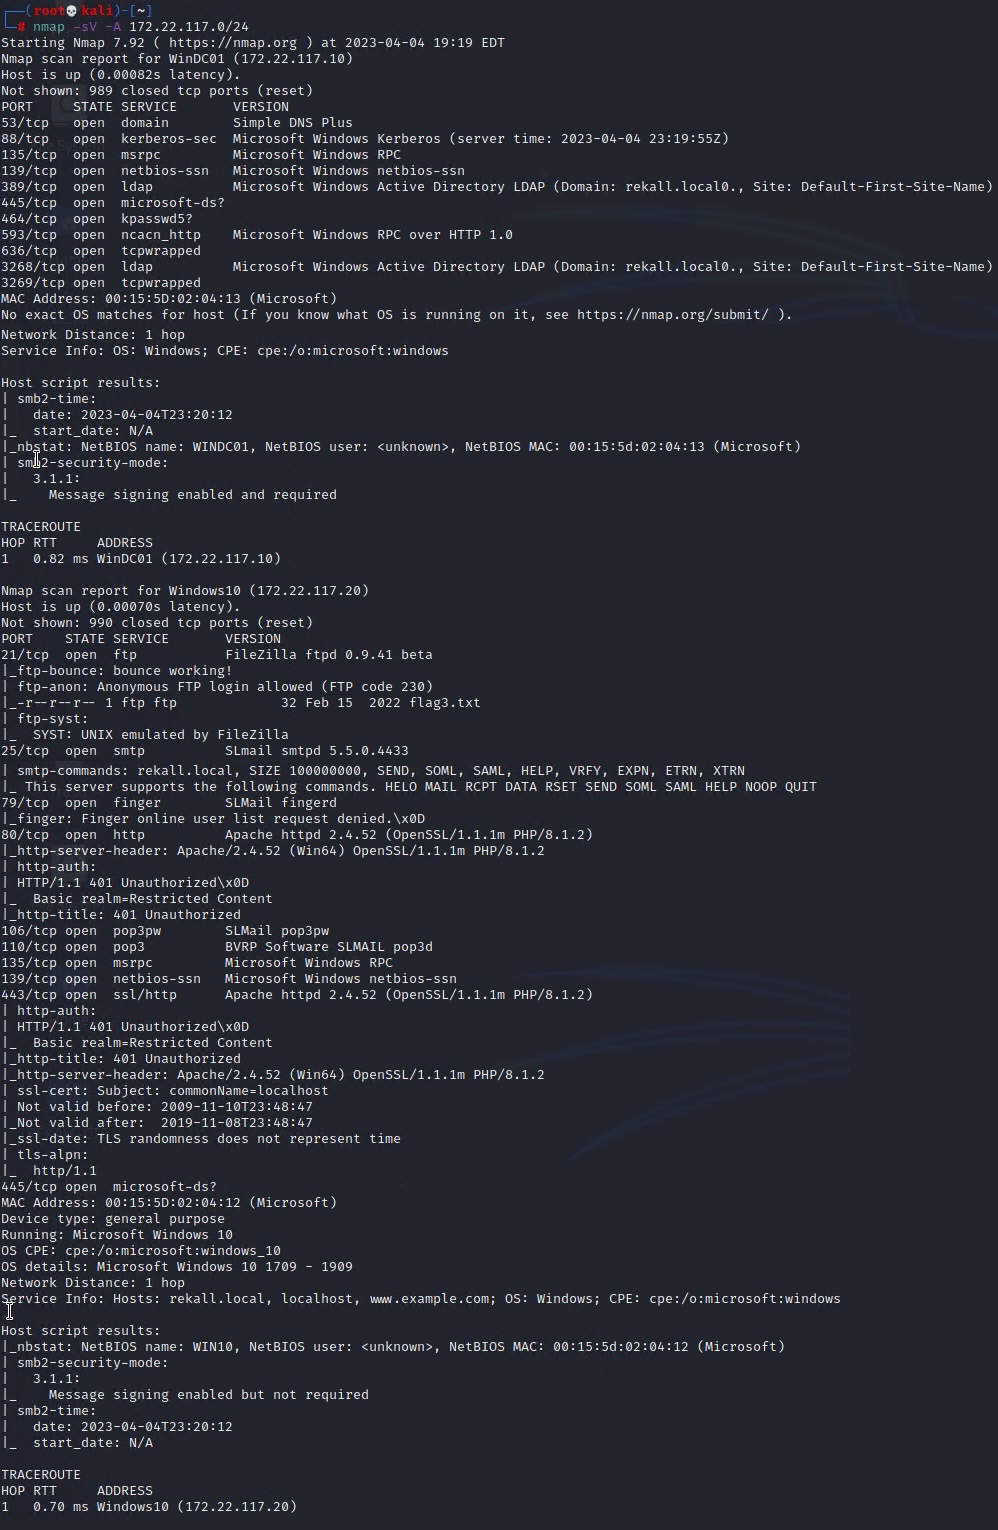 ┌──(root💀kali)-[~]
└─# nmap -sV -A 172.22.117.0/24
Starting Nmap 7.92 ( https://nmap.org ) at 2023-04-04 19:19 EDT
Nmap scan report for WinDC01 (172.22.117.10)
Host is up (0.00082s latency).
Not shown: 989 closed tcp ports (reset)
PORT     STATE SERVICE       VERSION
53/tcp   open  domain        Simple DNS Plus
88/tcp   open  kerberos-sec  Microsoft Windows Kerberos (server time: 2023-04-04 23:19:55Z)
135/tcp  open  msrpc         Microsoft Windows RPC
139/tcp  open  netbios-ssn   Microsoft Windows netbios-ssn
389/tcp  open  ldap          Microsoft Windows Active Directory LDAP (Domain: rekall.local0., Site: Default-First-Site-Name)
445/tcp  open  microsoft-ds?
464/tcp  open  kpasswd5?
593/tcp  open  ncacn_http    Microsoft Windows RPC over HTTP 1.0
636/tcp  open  tcpwrapped
3268/tcp open  ldap          Microsoft Windows Active Directory LDAP (Domain: rekall.local0., Site: Default-First-Site-Name)
3269/tcp open  tcpwrapped
MAC Address: 00:15:5D:02:04:13 (Microsoft)
No exact OS matches for host (If you know what OS is running on it, see https://nmap.org/submit/ ).
Network Distance: 1 hop
Service Info: OS: Windows; CPE: cpe:/o:microsoft:windows
Host script results:
| smb2-time:
|   date: 2023-04-04T23:20:12
|_  start_date: N/A
|_nbstat: NetBIOS name: WINDC01, NetBIOS user: <unknown>, NetBIOS MAC: 00:15:5d:02:04:13 (Microsoft)
| smb2-security-mode:
|   3.1.1:
|_    Message signing enabled and required
TRACEROUTE
HOP RTT     ADDRESS
1   0.82 ms WinDC01 (172.22.117.10)
Nmap scan report for Windows10 (172.22.117.20)
Host is up (0.00070s latency).
Not shown: 990 closed tcp ports (reset)
PORT    STATE SERVICE       VERSION
21/tcp  open  ftp           FileZilla ftpd 0.9.41 beta
|_ftp-bounce: bounce working!
| ftp-anon: Anonymous FTP login allowed (FTP code 230)
|_-r--r--r-- 1 ftp ftp             32 Feb 15  2022 flag3.txt
| ftp-syst:
|_  SYST: UNIX emulated by FileZilla
25/tcp  open  smtp          SLmail smtpd 5.5.0.4433
| smtp-commands: rekall.local, SIZE 100000000, SEND, SOML, SAML, HELP, VRFY, EXPN, ETRN, XTRN
|_ This server supports the following commands. HELO MAIL RCPT DATA RSET SEND SOML SAML HELP NOOP QUIT
79/tcp  open  finger        SLMail fingerd
|_finger: Finger online user list request denied.\x0D
80/tcp  open  http          Apache httpd 2.4.52 (OpenSSL/1.1.1m PHP/8.1.2)
|_http-server-header: Apache/2.4.52 (Win64) OpenSSL/1.1.1m PHP/8.1.2
| http-auth:
| HTTP/1.1 401 Unauthorized\x0D
|_  Basic realm=Restricted Content
|_http-title: 401 Unauthorized
106/tcp open  pop3pw        SLMail pop3pw
110/tcp open  pop3          BVRP Software SLMAIL pop3d
135/tcp open  msrpc         Microsoft Windows RPC
139/tcp open  netbios-ssn   Microsoft Windows netbios-ssn
443/tcp open  ssl/http      Apache httpd 2.4.52 (OpenSSL/1.1.1m PHP/8.1.2)
| http-auth:
| HTTP/1.1 401 Unauthorized\x0D
|_  Basic realm=Restricted Content
|_http-title: 401 Unauthorized
|_http-server-header: Apache/2.4.52 (Win64) OpenSSL/1.1.1m PHP/8.1.2
| ssl-cert: Subject: commonName=localhost
| Not valid before: 2009-11-10T23:48:47
|_Not valid after:  2019-11-08T23:48:47
|_ssl-date: TLS randomness does not represent time
| tls-alpn:
|_  http/1.1
445/tcp open  microsoft-ds?
MAC Address: 00:15:5D:02:04:12 (Microsoft)
Device type: general purpose
Running: Microsoft Windows 10
OS CPE: cpe:/o:microsoft:windows_10
OS details: Microsoft Windows 10 1709 - 1909
Network Distance: 1 hop
Service Info: Hosts: rekall.local, localhost, www.example.com; OS: Windows; CPE: cpe:/o:microsoft:windows
Host script results:
|_nbstat: NetBIOS name: WIN10, NetBIOS user: <unknown>, NetBIOS MAC: 00:15:5d:02:04:12 (Microsoft)
| smb2-security-mode:
|   3.1.1:
|_    Message signing enabled but not required
| smb2-time:
|   date: 2023-04-04T23:20:12
|_  start_date: N/A
TRACEROUTE
HOP RTT     ADDRESS
1   0.70 ms Windows10 (172.22.117.20)